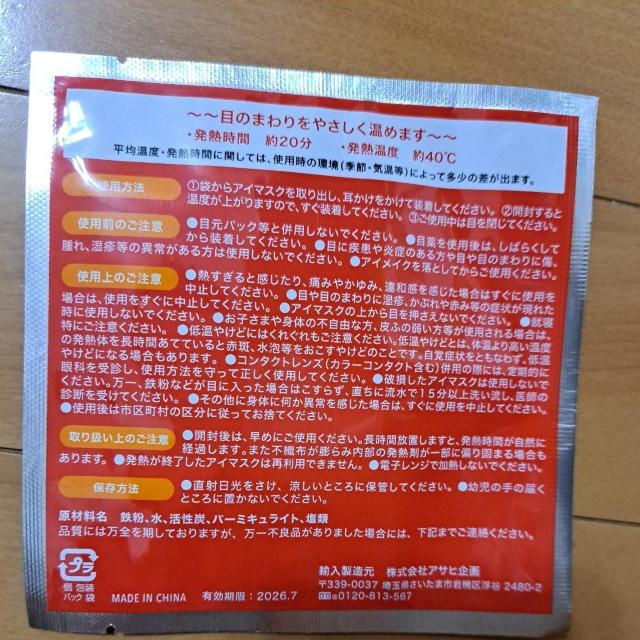 ~~目のまわりをやさしく温めます~~
・発熱時間 約20分 ・発熱温度 約40℃
平均温度・発熱時間に関しては、使用時の環境(季節・気温等)によって多少の差が出ます。
使用方法 ①袋からアイマスクを取り出し、耳かけをかけて装着してください。②開封すると
温度が上がりますので、すぐ装着してください。③ご使用中は目を閉じてください。
使用前のご注意 ●目元パック等と併用しないでください。●目薬を使用後は、しばらくして
から装着してください。●目に疾患や炎症のある方や目や目のまわりに傷、
腫れ、湿疹等の異常がある方は使用しないでください。●アイメイクを落としてからご使用ください。
使用上のご注意 ●熱すぎると感じたり、痛みやかゆみ、違和感を感じた場合はすぐに使用を
中止してください。●目や目のまわりに湿疹、かぶれや赤み等の症状が現れた
場合は、使用をすぐに中止してください。●アイマスクの上から目を押さえないでください。●就寝
時に使用しないでください。●お子さまや身体の不自由な方、皮ふの弱い方等が使用される場合は、
特にご注意ください。●低温やけどにはくれぐれもご注意ください。低温やけどとは、体温より高い温度
の発熱体を長時間あてていると赤斑、水泡等をおこすやけどのことです。自覚症状をともなわず、低温
やけどになる場合もあります。●コンタクトレンズ(カラーコンタクト含む)併用の際には、定期的に
眼科を受診し、使用方法を守って正しく使用してください。●破損したアイマスクは使用しないで
ください。万一、鉄粉などが目に入った場合はこすらず、直ちに流水で15分以上洗い流し、医師の
診断を受けてください。●その他に身体に何か異常を感じた場合は、すぐに使用を中止してください。
●使用後は市区町村の区分に従ってお捨てください。
取り扱い上のご注意 ●開封後は、早めにご使用ください。長時間放置しますと、発熱時間が自然に
経過します。また不織布が膨らみ内部の発熱剤が一部に偏り固まる場合も
あります。●発熱が終了したアイマスクは再利用できません。●電子レンジで加熱しないでください。
保存方法 ●直射日光をさけ、涼しいところに保管してください。●幼児の手の届く
ところに置かないでください。
原材料名 鉄粉、水、活性炭、バーミキュライト、塩類
品質には万全を期しておりますが、万一不良品がありました場合には、下記までご連絡ください。
プラ
個 包装
パック 袋
MADE IN CHINA 有効期限:2026.7
輸入製造元 株式会社アサヒ企画
〒339-0037 埼玉県さいたま市岩槻区浮谷 2480-2
0120-813-567